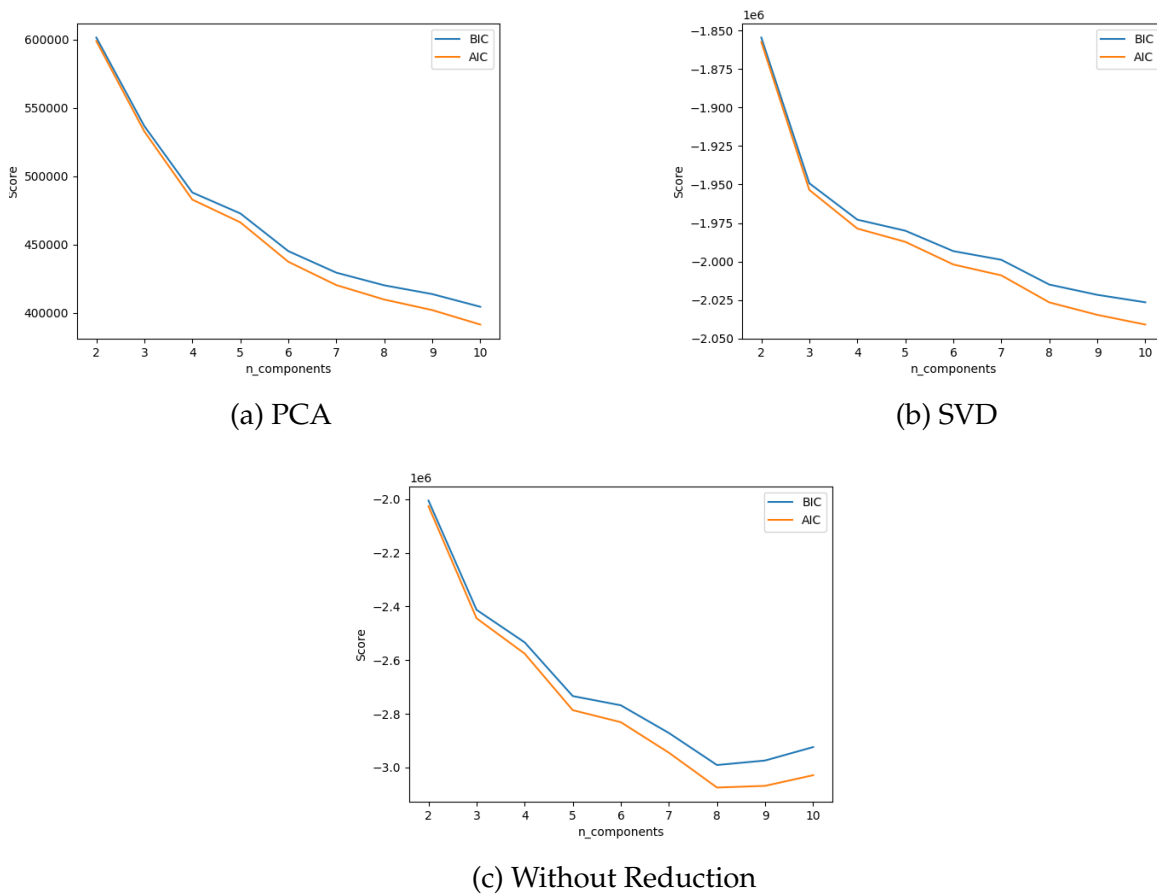 600000
550000
500000
450000
400000
Score
2 3 4 5 6 7 8 9 10
n_components
BIC
AIC
(a) PCA
1e6
−1.850
−1.875
−1.900
−1.925
−1.950
−1.975
−2.000
−2.025
−2.050
Score
2 3 4 5 6 7 8 9 10
n_components
BIC
AIC
(b) SVD
1e6
−2.0
−2.2
−2.4
−2.6
−2.8
−3.0
Score
2 3 4 5 6 7 8 9 10
n_components
BIC
AIC
(c) Without Reduction